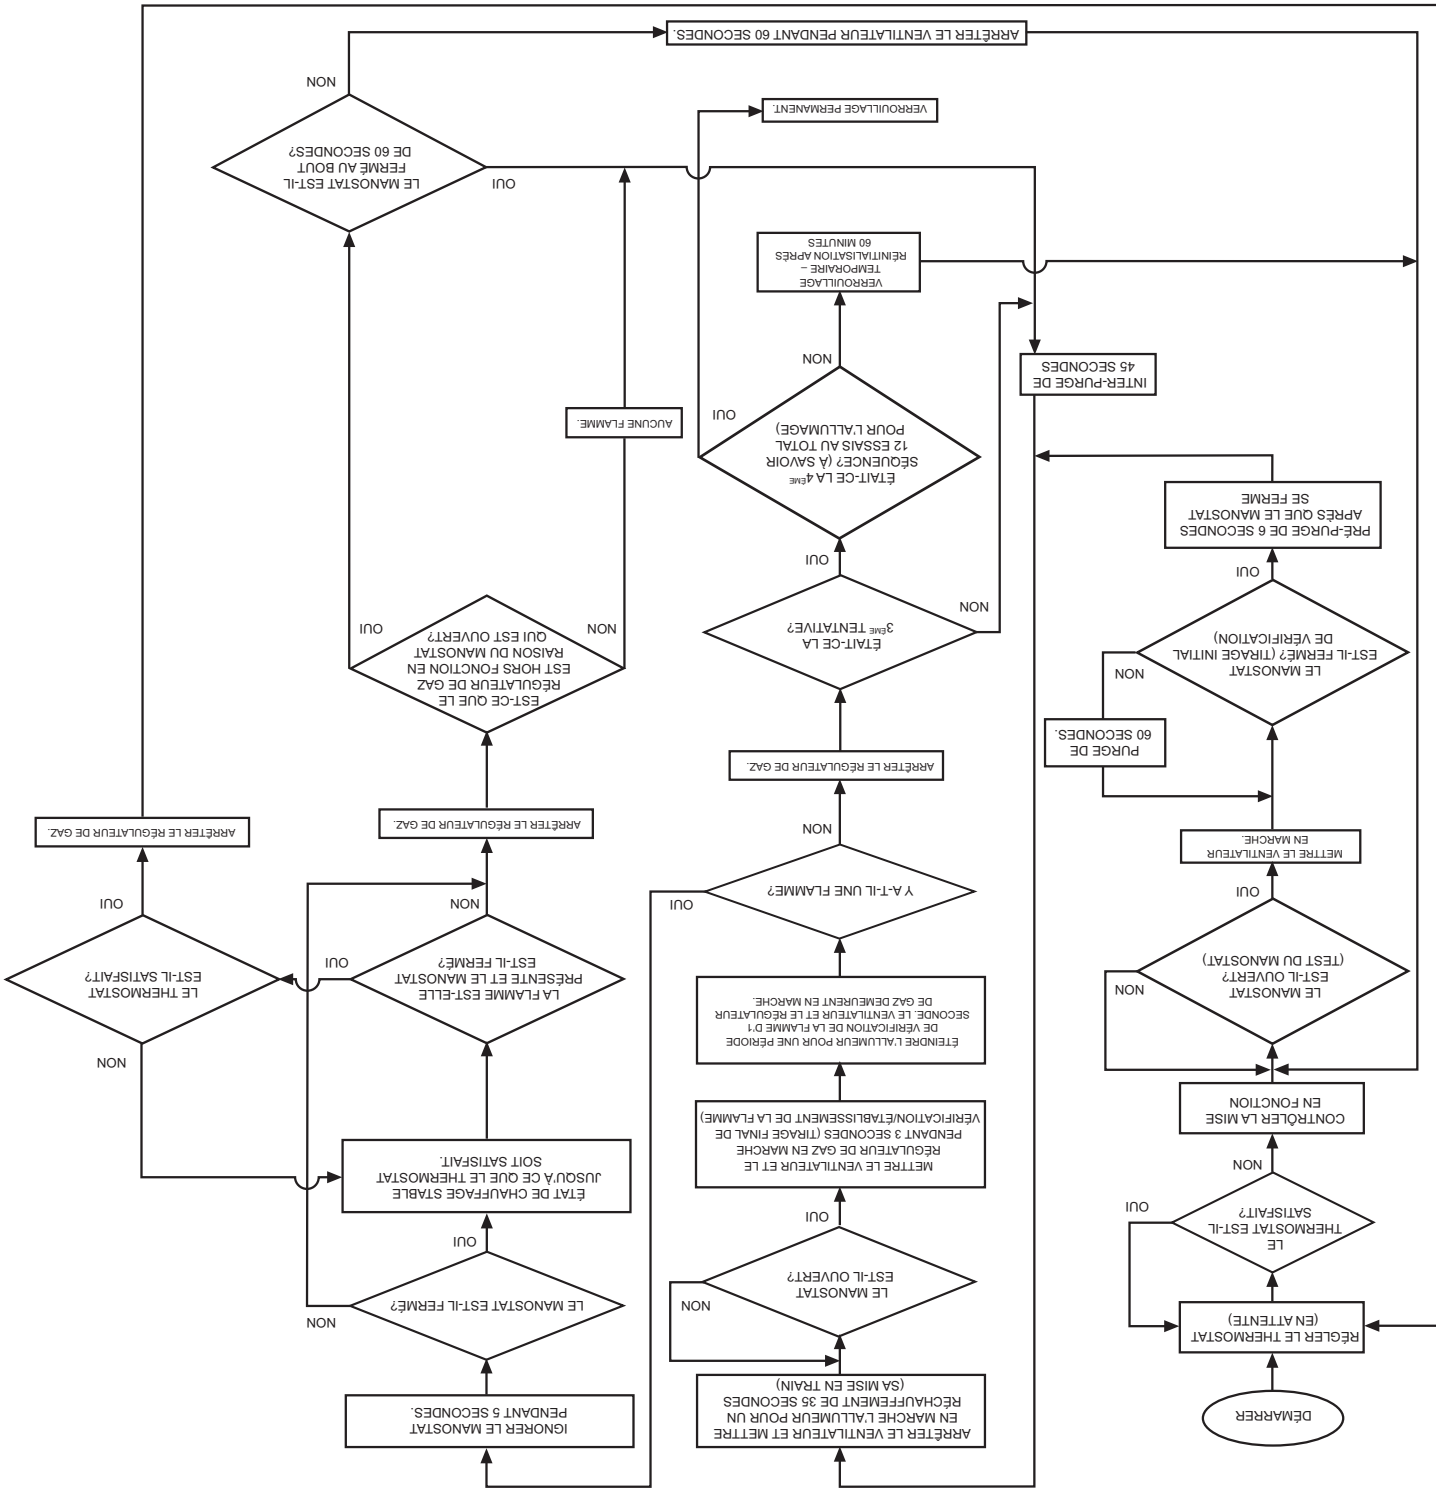 DÉMARRER
RÉGLER LE THERMOSTAT
(EN ATTENTE)
LE
THERMOSTAT EST-IL
SATISFAIT?
OUI
NON
CONTRÔLER LA MISE
EN FONCTION
LE MANOSTAT
EST-IL OUVERT?
(TEST DU MANOSTAT)
NON
OUI
METTRE LE VENTILATEUR
EN MARCHE.
PURGE DE
60 SECONDES.
LE MANOSTAT
EST-IL FERMÉ? (TIRAGE INITIAL
DE VÉRIFICATION)
NON
OUI
PRÉ-PURGE DE 6 SECONDES
APRÈS QUE LE MANOSTAT
SE FERME
INTER-PURGE DE
45 SECONDES
ARRÊTER LE VENTILATEUR ET METTRE
EN MARCHE L'ALLUMEUR POUR UN
RÉCHAUFFEMENT DE 35 SECONDES
(SA MISE EN TRAIN)
LE MANOSTAT
EST-IL OUVERT?
NON
OUI
METTRE LE VENTILATEUR ET LE
RÉGULATEUR DE GAZ EN MARCHE
PENDANT 3 SECONDES (TIRAGE FINAL DE
VÉRIFICATION/ÉTABLISSEMENT DE LA FLAMME)
ÉTEINDRE L'ALLUMEUR POUR UNE PÉRIODE
DE VÉRIFICATION DE LA FLAMME D'1
SECONDE. LE VENTILATEUR ET LE RÉGULATEUR
DE GAZ DEMEURENT EN MARCHE.
Y A-T-IL UNE FLAMME?
OUI
NON
ARRÊTER LE RÉGULATEUR DE GAZ.
ÉTAIT-CE LA
3ÈME TENTATIVE?
NON
OUI
ÉTAIT-CE LA 4ÈME
SÉQUENCE? (À SAVOIR
12 ESSAIS AU TOTAL
POUR L'ALLUMAGE)
OUI
NON
VERROUILLAGE
TEMPORAIRE –
RÉINITIALISATION APRÉS
60 MINUTES
VERROUILLAGE PERMANENT.
IGNORER LE MANOSTAT
PENDANT 5 SECONDES.
LE MANOSTAT EST-IL FERMÉ?
NON
OUI
ÉTAT DE CHAUFFAGE STABLE
JUSQU'À CE QUE LE THERMOSTAT
SOIT SATISFAIT.
LA FLAMME EST-ELLE
PRÉSENTE ET LE MANOSTAT
EST-IL FERMÉ?
OUI
NON
ARRÊTER LE RÉGULATEUR DE GAZ.
EST-CE QUE LE
RÉGULATEUR DE GAZ
EST HORS FONCTION EN
RAISON DU MANOSTAT
QUI EST OUVERT?
NON
OUI
AUCUNE FLAMME.
LE MANOSTAT EST-IL
FERMÉ AU BOUT
DE 60 SECONDES?
OUI
NON
ARRÊTER LE VENTILATEUR PENDANT 60 SECONDES.
LE THERMOSTAT
EST-IL SATISFAIT?
NON
OUI
ARRÊTER LE RÉGULATEUR DE GAZ.